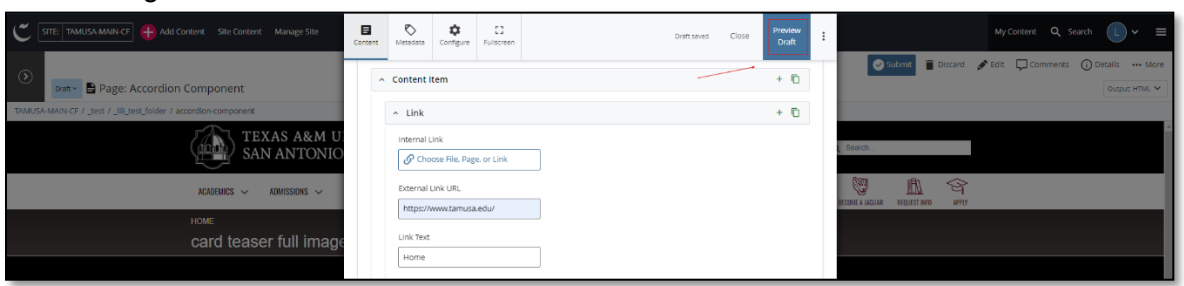 SITE: TAMUSA-MAIN-CF Add Content Site Content Manage Site
Content Metadata Configure Fullscreen Draft saved Close Preview Draft
My Content Search L
Submit Discard Edit Comments Details More
Draft Page: Accordion Component
Output: HTML
Content Item
TAMUSA-MAIN-CF / _test / _lili_test_folder / accordion-component
Link
TEXAS A&M U
SAN ANTONIO
Search...
Internal Link
Choose File, Page, or Link
ACADEMICS ADMISSIONS
BECOME A JAGUAR REQUEST INFO APPLY
External Link URL
https://www.tamusa.edu/
HOME
card teaser full image
Link Text
Home